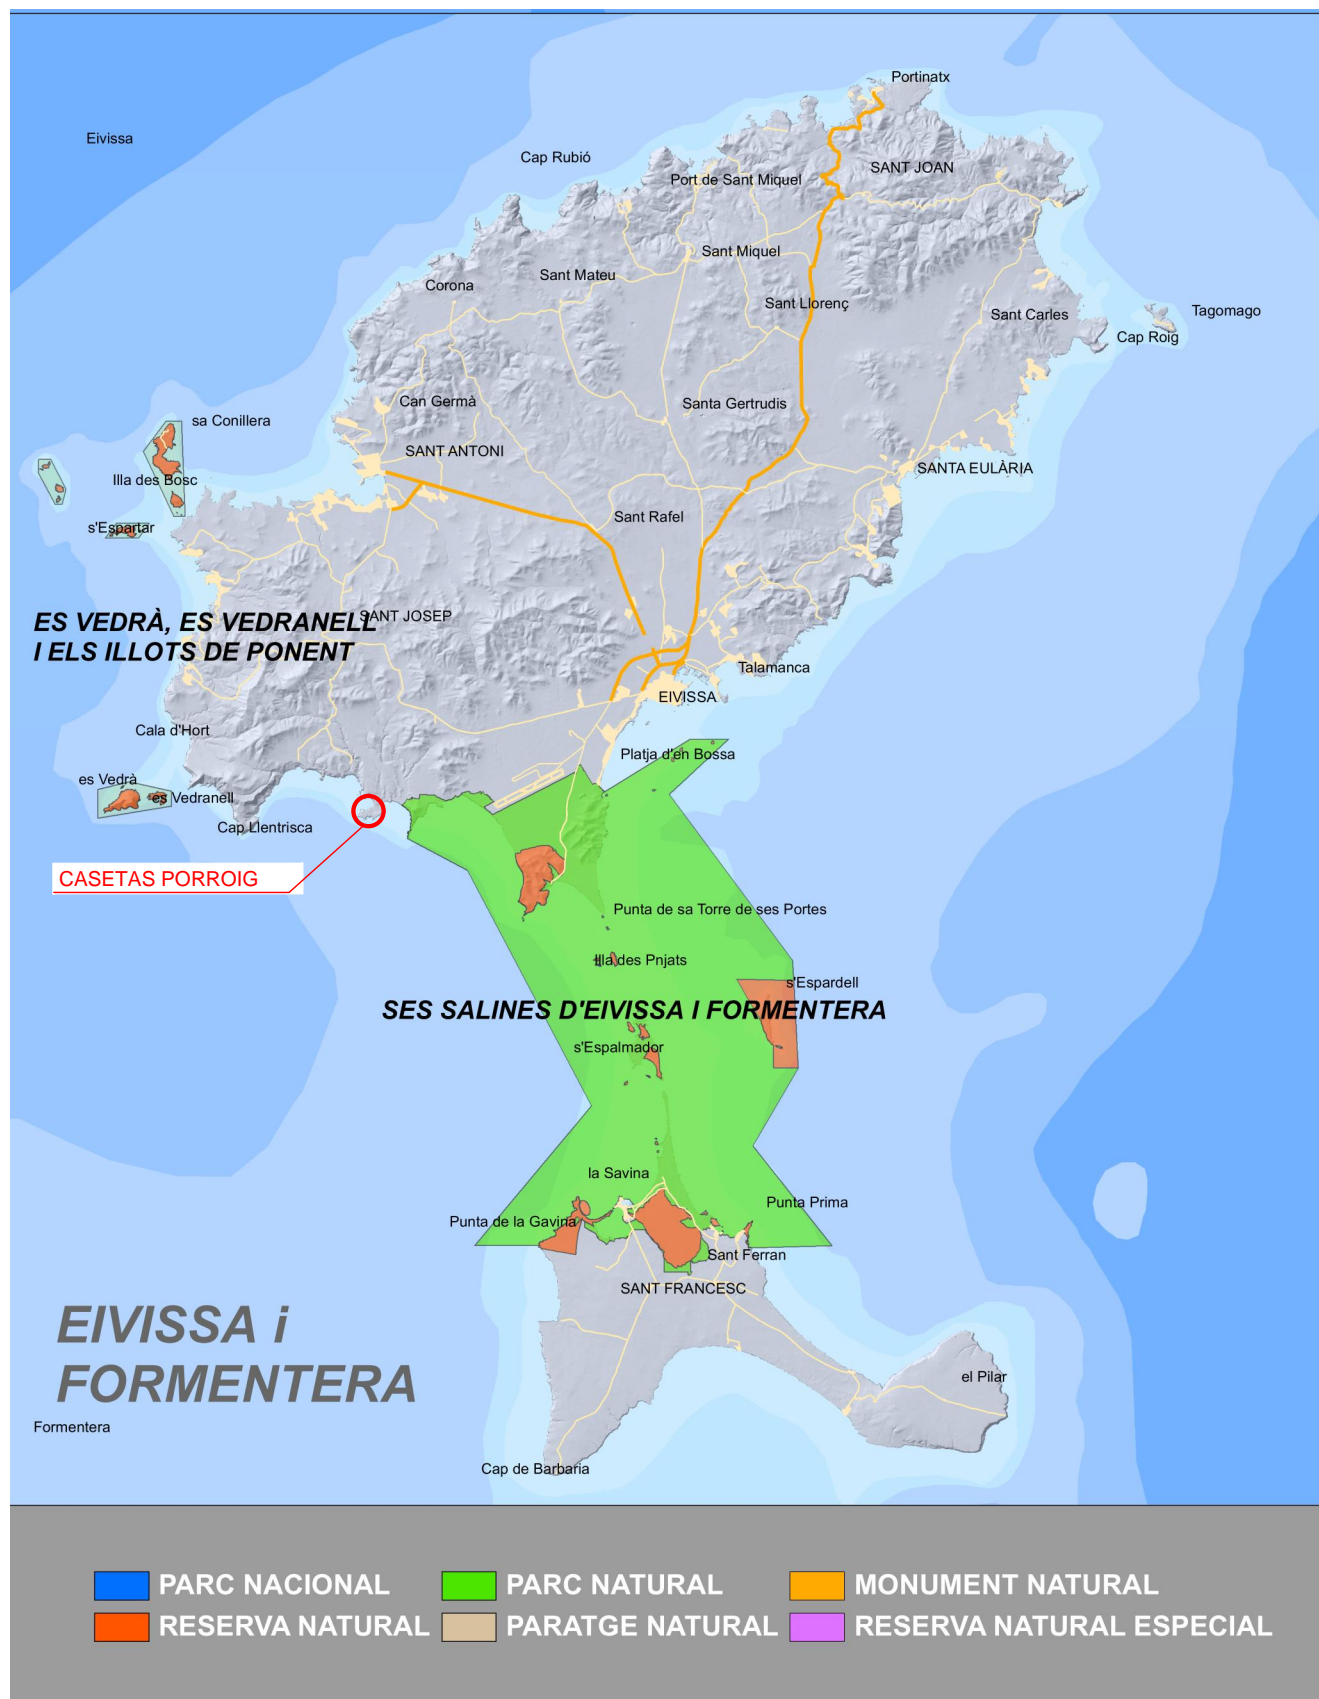 Portinatx
Eivissa
Cap Rubió
SANT JOAN
Port de Sant Miquel
Sant Miquel
Sant Mateu
Corona
Sant Llorenç
Tagomago
Sant Carles
Cap Roig
Can Germà
Santa Gertrudis
sa Conillera
SANT ANTONI
SANTA EULÀRIA
Illa des Bosc
Sant Rafel
s'Espartar
SANT JOSEP
ES VEDRÀ, ES VEDRANELL
I ELS ILLOTS DE PONENT
Talamanca
EIVISSA
Cala d'Hort
Platja d'en Bossa
es Vedrà
es Vedranell
Cap Llentrisca
CASETAS PORROIG
Punta de sa Torre de ses Portes
Illa des Pnjats
s'Espardell
SES SALINES D'EIVISSA I FORMENTERA
s'Espalmador
la Savina
Punta Prima
Punta de la Gavina
Sant Ferran
SANT FRANCESC
EIVISSA i
FORMENTERA
el Pilar
Formentera
Cap de Barbaria
PARC NACIONAL
PARC NATURAL
MONUMENT NATURAL
RESERVA NATURAL
PARATGE NATURAL
RESERVA NATURAL ESPECIAL